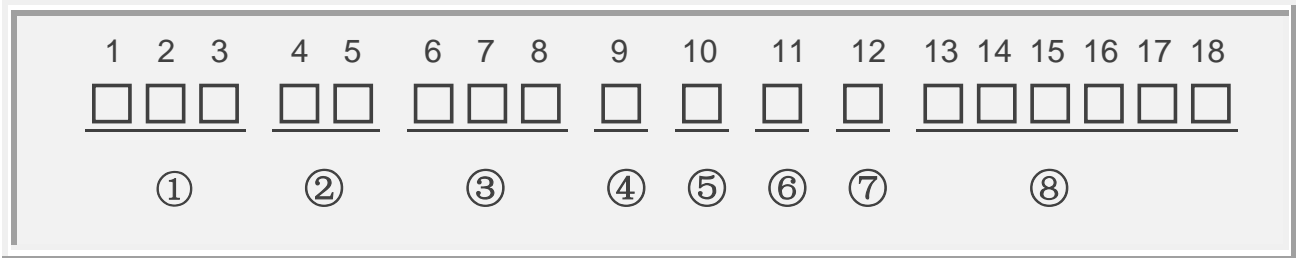 1 2 3 4 5 6 7 8 9 10 11 12 13 14 15 16 17 18
□ □ □ □ □ □ □ □ □ □ □ □ □ □ □ □ □ □
① ② ③ ④ ⑤ ⑥ ⑦ ⑧